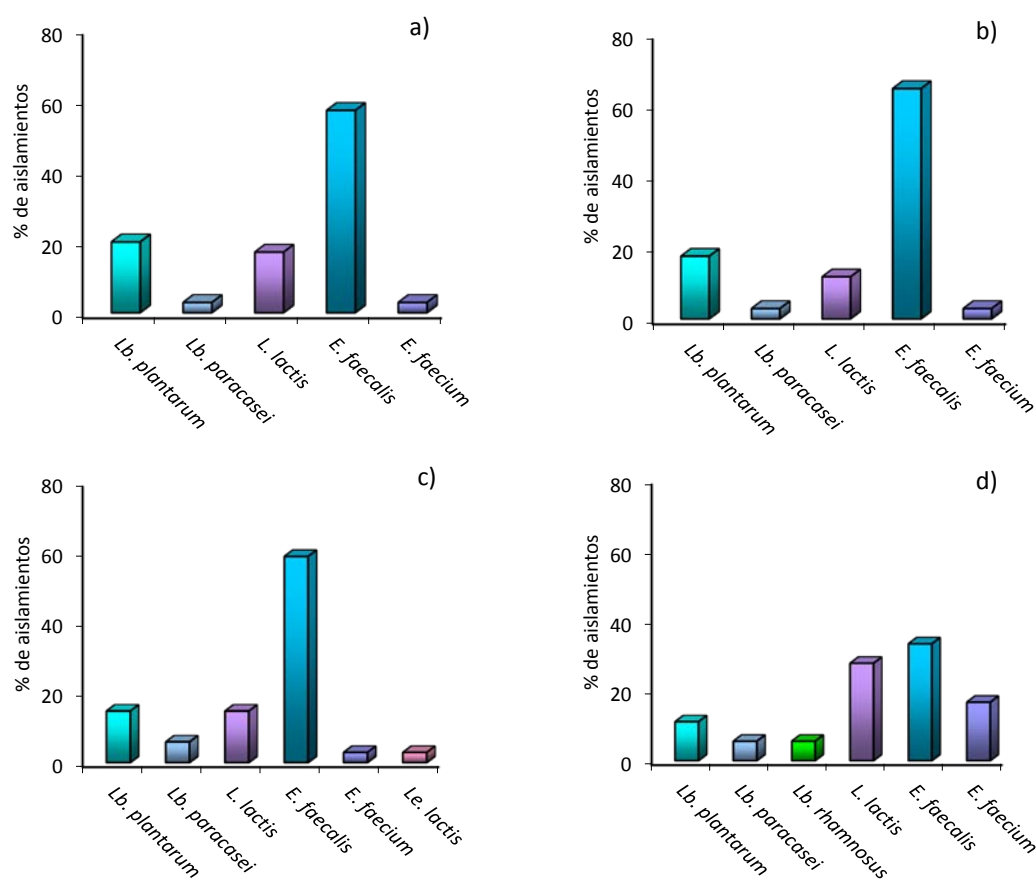 a)
80
60
40
20
0
% de aislamientos
Lb. plantarum
Lb. paracasei
L. lactis
E. faecalis
E. faecium
b)
80
60
40
20
0
% de aislamientos
Lb. plantarum
Lb. paracasei
L. lactis
E. faecalis
E. faecium
c)
80
60
40
20
0
% de aislamientos
Lb. plantarum
Lb. paracasei
L. lactis
E. faecalis
E. faecium
Le. lactis
d)
80
60
40
20
0
% de aislamientos
Lb. plantarum
Lb. paracasei
Lb. rhamnosus
L. lactis
E. faecalis
E. faecium